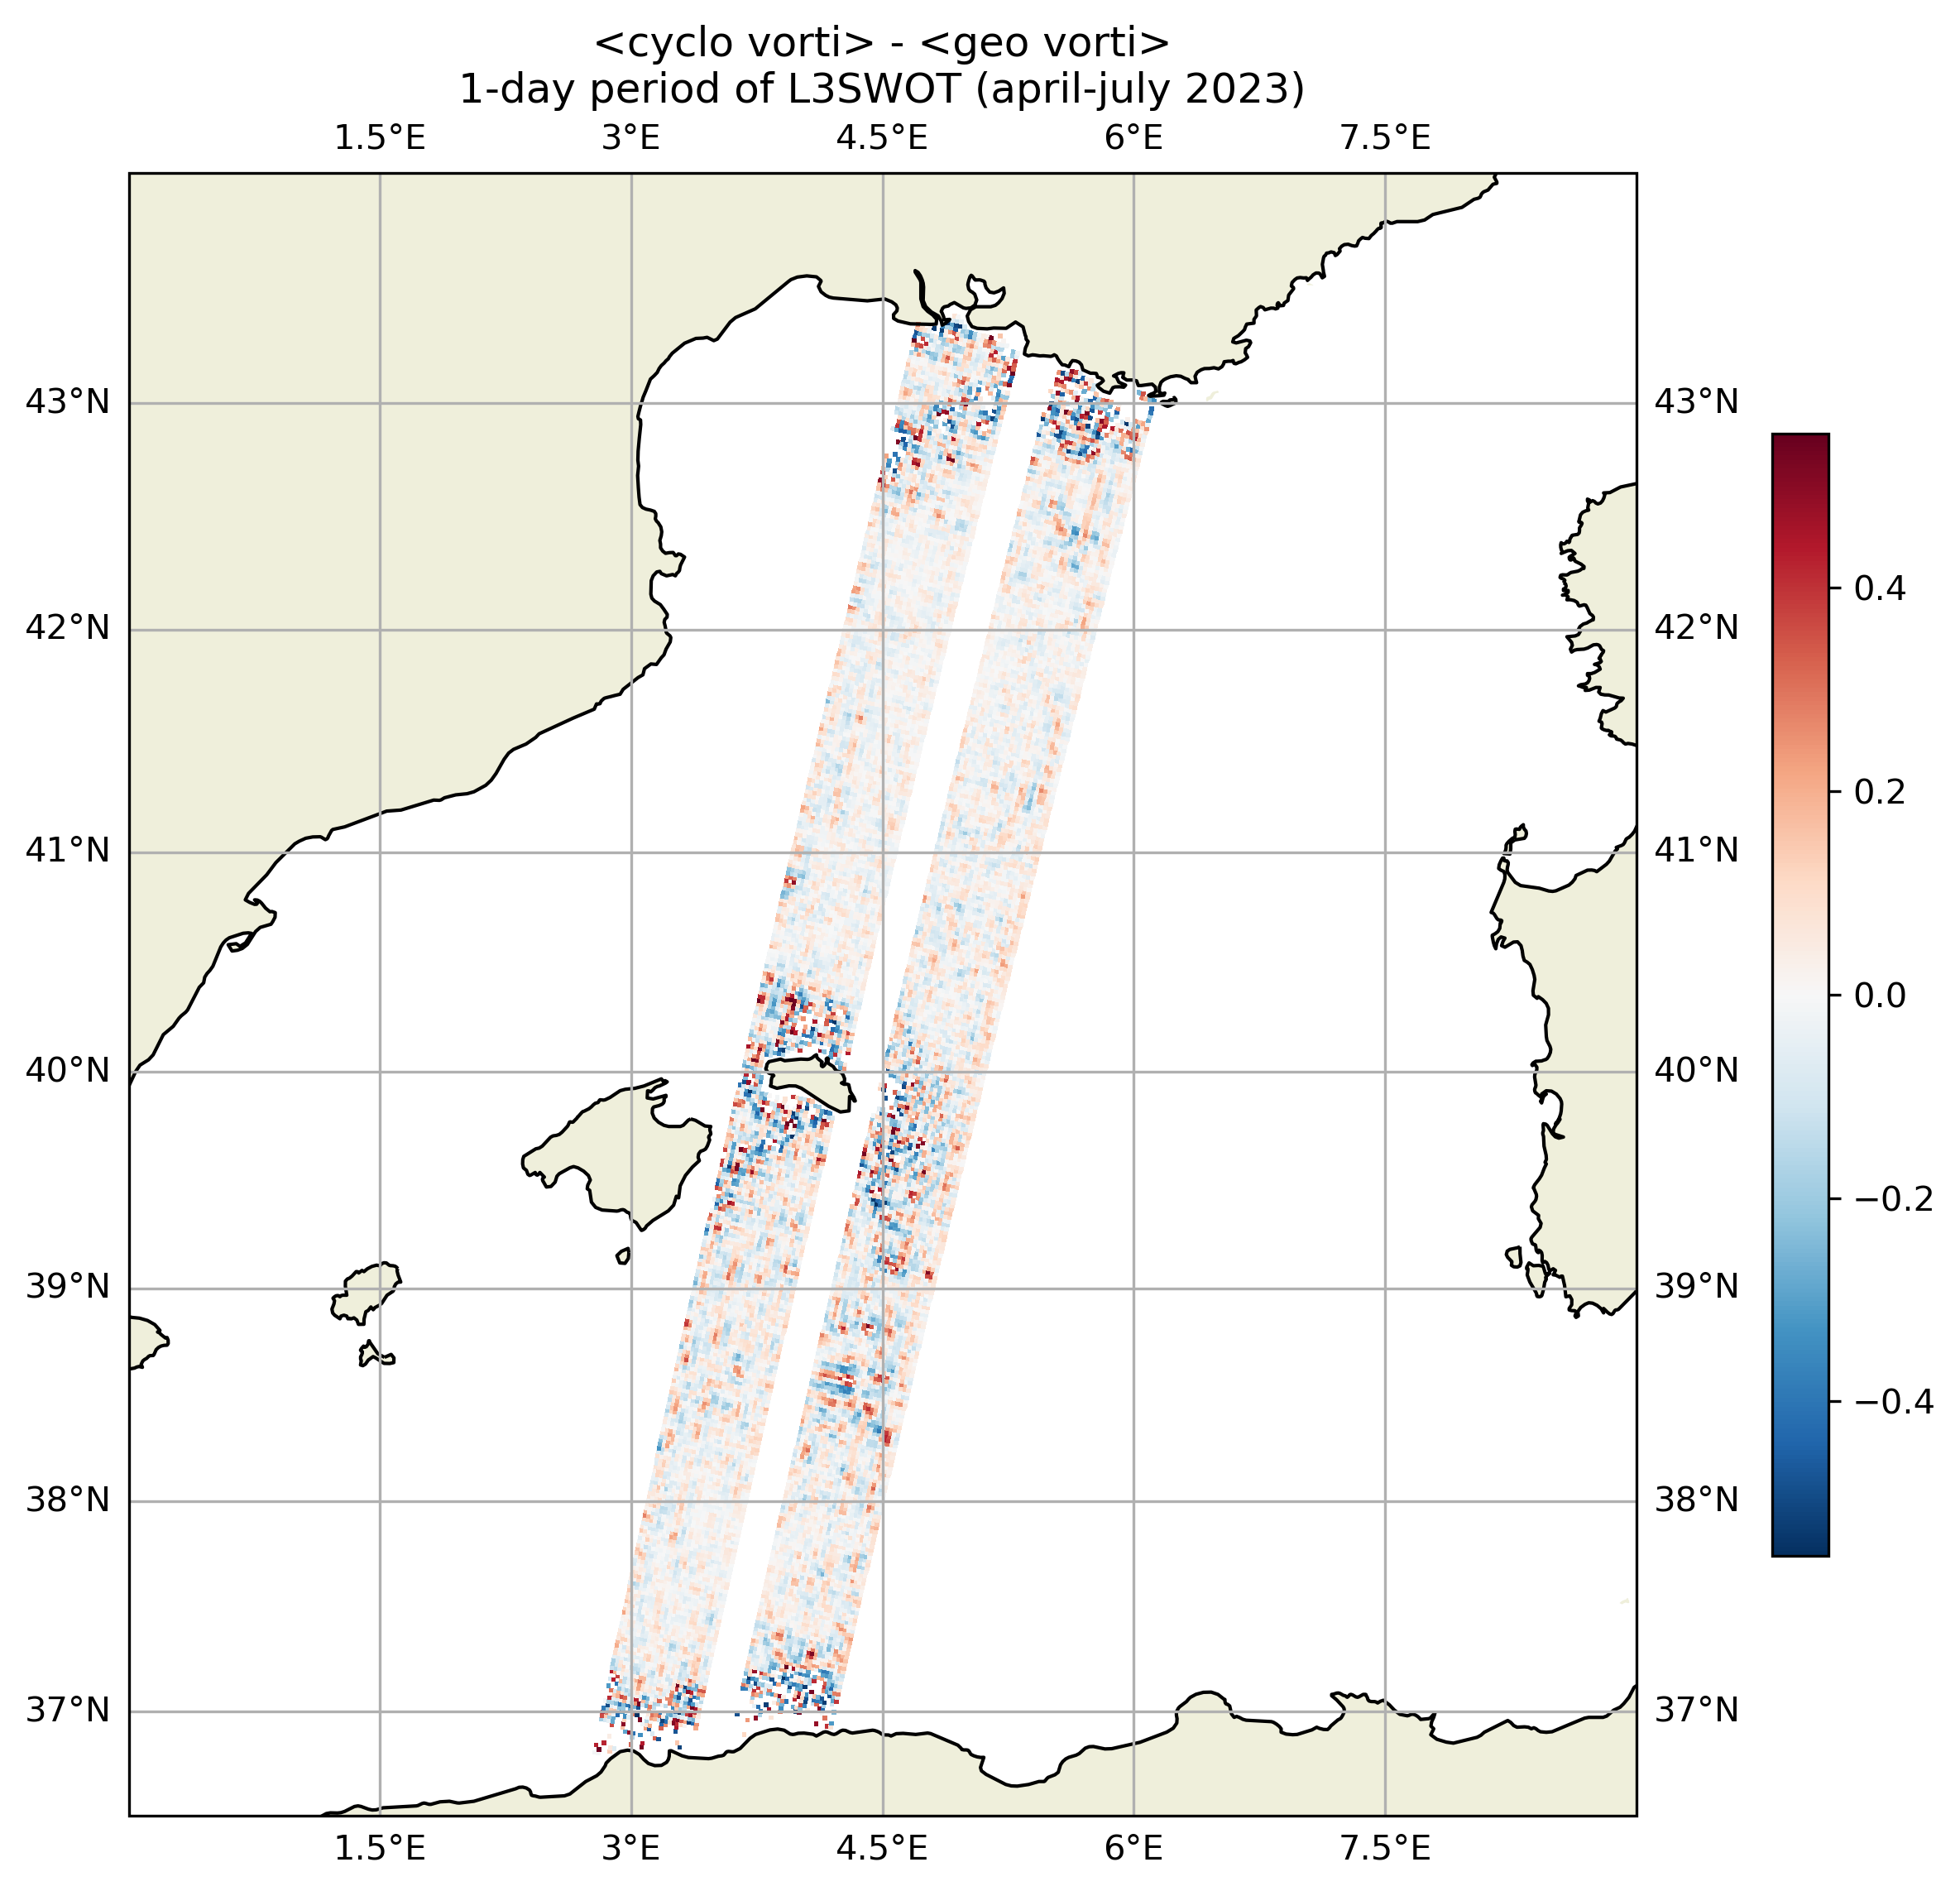 <cyclo vorti> - <geo vorti>
1-day period of L3SWOT (april-july 2023)
1.5°E 3°E 4.5°E 6°E 7.5°E
43°N 43°N
0.4
42°N 42°N
0.2
41°N 41°N
0.0
40°N 40°N
−0.2
39°N 39°N
−0.4
38°N 38°N
37°N 37°N
1.5°E 3°E 4.5°E 6°E 7.5°E